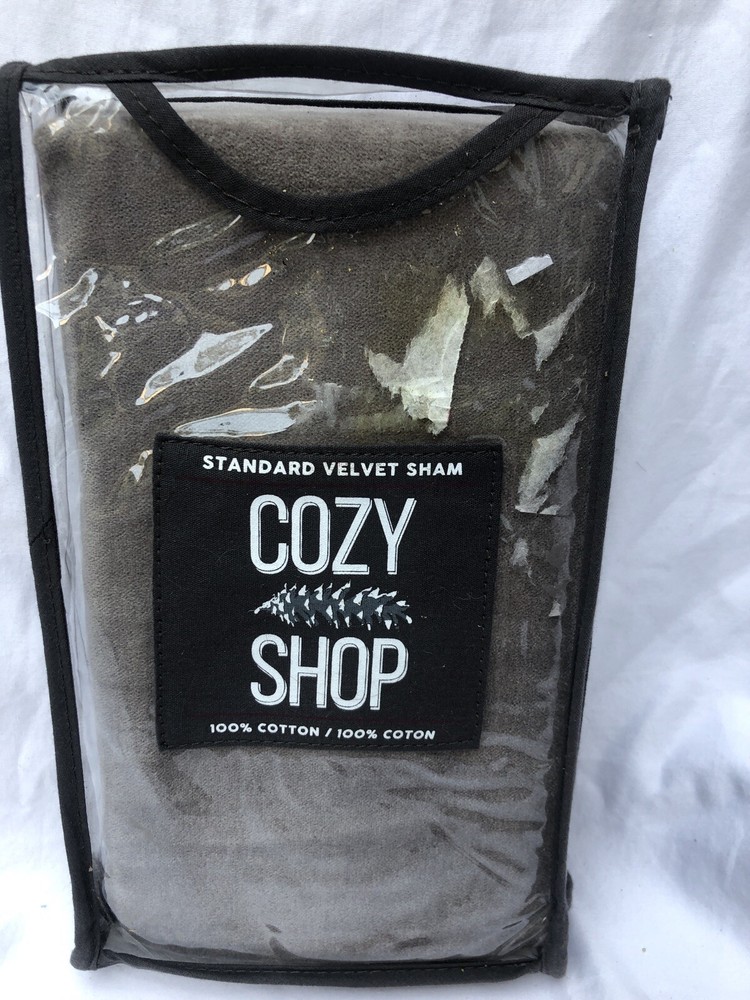 STANDARD VELVET SHAM
COZY
SHOP
100% COTTON / 100% COTON